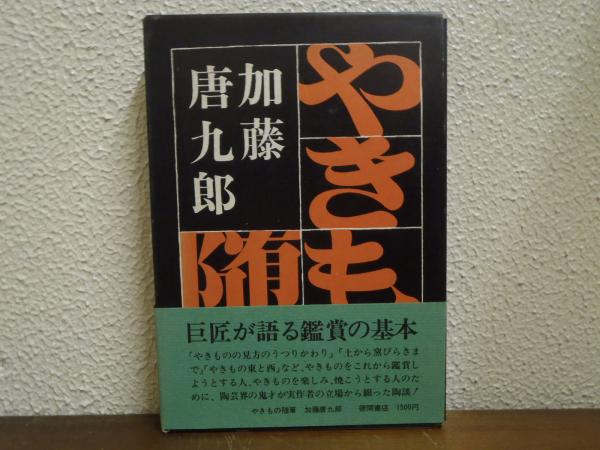 やきも
随
加藤
唐九郎
巨匠が語る鑑賞の基本
「やきものの見方のうつりかわり」「土から窯びらきま
で」「やきもの東と西」など、やきものをこれから鑑賞し
ようとする人、やきものを楽しみ、焼こうとする人のた
めに、陶芸界の鬼才が実作者の立場から綴った陶談!
やきもの随筆 加藤唐九郎 徳間書店 1500円